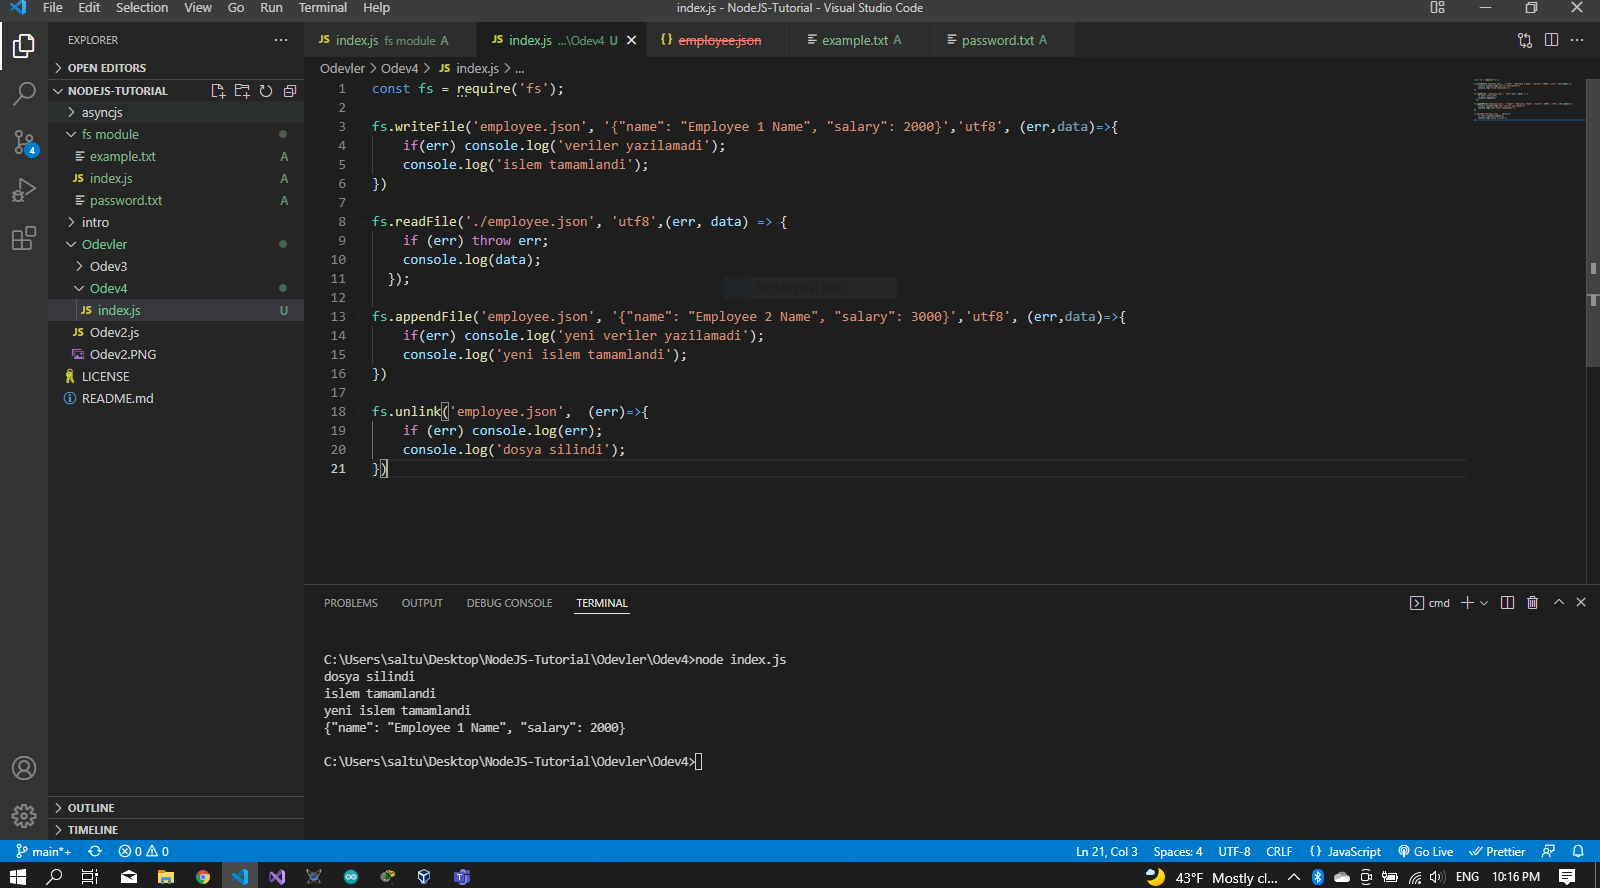 File Edit Selection View Go Run Terminal Help
index.js - NodeJS-Tutorial - Visual Studio Code
EXPLORER
OPEN EDITORS
NODEJS-TUTORIAL
asyncjs
fs module
example.txt A
index.js A
password.txt A
intro
Odevler
Odev3
Odev4
JS index.js U
JS Odev2.js
Odev2.PNG
LICENSE
README.md
OUTLINE
TIMELINE
4
JS index.js fs module A
JS index.js ...\Odev4 U
{} employee.json
example.txt A
password.txt A
Odevler > Odev4 > JS index.js > ...
1 const fs = require('fs');
2
3 fs.writeFile('employee.json', '{"name": "Employee 1 Name", "salary": 2000}','utf8', (err,data)=>{
4 if(err) console.log('veriler yazilamadi');
5 console.log('islem tamamlandi');
6 })
7
8 fs.readFile('./employee.json', 'utf8',(err, data) => {
9 if (err) throw err;
10 console.log(data);
11 });
12
13 fs.appendFile('employee.json', '{"name": "Employee 2 Name", "salary": 3000}','utf8', (err,data)=>{
14 if(err) console.log('yeni veriler yazilamadi');
15 console.log('yeni islem tamamlandi');
16 })
17
18 fs.unlink('employee.json',  (err)=>{
19 if (err) console.log(err);
20 console.log('dosya silindi');
21 })
Rectangular Snip
PROBLEMS OUTPUT DEBUG CONSOLE TERMINAL
cmd
C:\Users\saltu\Desktop\NodeJS-Tutorial\Odevler\Odev4>node index.js
dosya silindi
islem tamamlandi
yeni islem tamamlandi
{"name": "Employee 1 Name", "salary": 2000}
C:\Users\saltu\Desktop\NodeJS-Tutorial\Odevler\Odev4>
main*+ 0 0
Ln 21, Col 3 Spaces: 4 UTF-8 CRLF {} JavaScript Go Live Prettier
43°F Mostly cl... ENG 10:16 PM